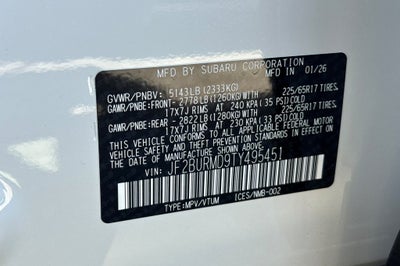 MFD BY SUBARU CORPORATION
MFD IN 01/26
GVWR/PNBV: 5143LB(2333KG)
GAW/PNBE:FRONT- 2778LB(1260KG)WITH 225/65R17 TIRES.
17X7J RIMS. AT 240 KPA(35 PSI)COLD
GAW/PNBE:REAR - 2822LB(1280KG)WITH 225/65R17 TIRES.
17X7J RIMS. AT 230 KPA(33 PSI)COLD
THIS VEHICLE CONFORMS TO ALL APPLICABLE FEDERAL MOTOR
VEHICLE SAFETY, BUMPER, AND THEFT PREVENTION STANDARDS IN EFFECT
ON THE DATE OF MANUFACTURE SHOWN ABOVE.
VIN: JF2BURMD9TY495451
TYPE:MPV/VTUM ICES/NMB-002